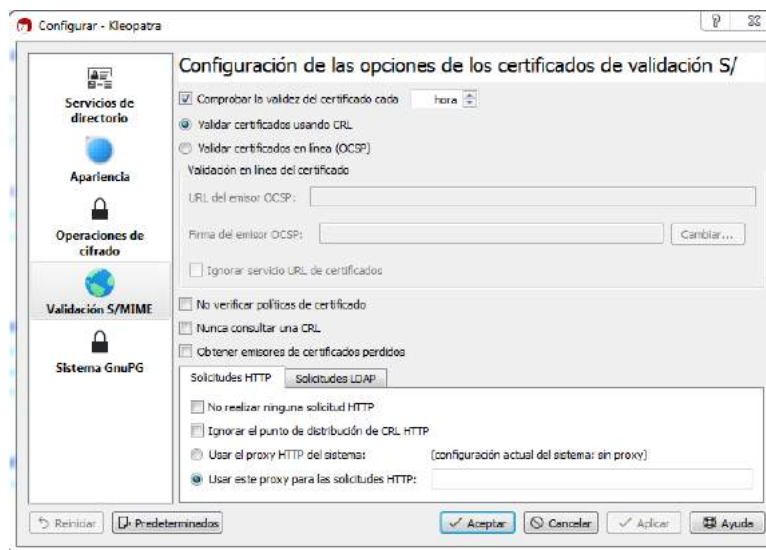 Configurar - Kleopatra
Configuración de las opciones de los certificados de validación S/
Servicios de
directorio
Apariencia
Operaciones de
cifrado
Validación S/MIME
Sistema GnuPG
Comprobar la validez del certificado cada hora
Validar certificados usando CRL
Validar certificados en línea (OCSP)
Validación en línea del certificado
URL del emisor OCSP:
Firma del emisor OCSP: Cambiar...
Ignorar servicio URL de certificados
No verificar políticas de certificado
Nunca consultar una CRL
Obtener emisores de certificados perdidos
Solicitudes HTTP Solicitudes LDAP
No realizar ninguna solicitud HTTP
Ignorar el punto de distribución de CRL HTTP
Usar el proxy HTTP del sistema: (configuración actual del sistema: sin proxy)
Usar este proxy para las solicitudes HTTP:
Reiniciar Predeterminados Aceptar Cancelar Aplicar Ayuda